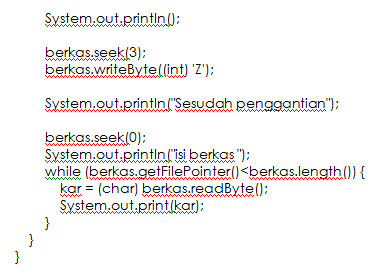 System.out.println();
berkas.seek(3);
berkas.writeByte((int) 'Z');
System.out.println("Sesudah penggantian");
berkas.seek(0);
System.out.println("isi berkas ");
while (berkas.getFilePointer()<berkas.length()) {
kar = (char) berkas.readByte();
System.out.print(kar);
}
}
}